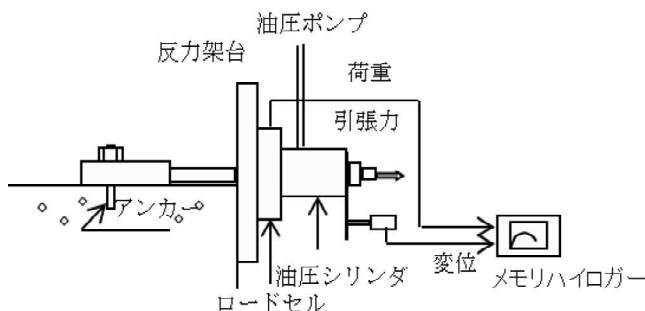 油圧ポンプ
反力架台
荷重
引張力
アンカー
油圧シリンダ
変位
メモリハイロガー
ロードセル